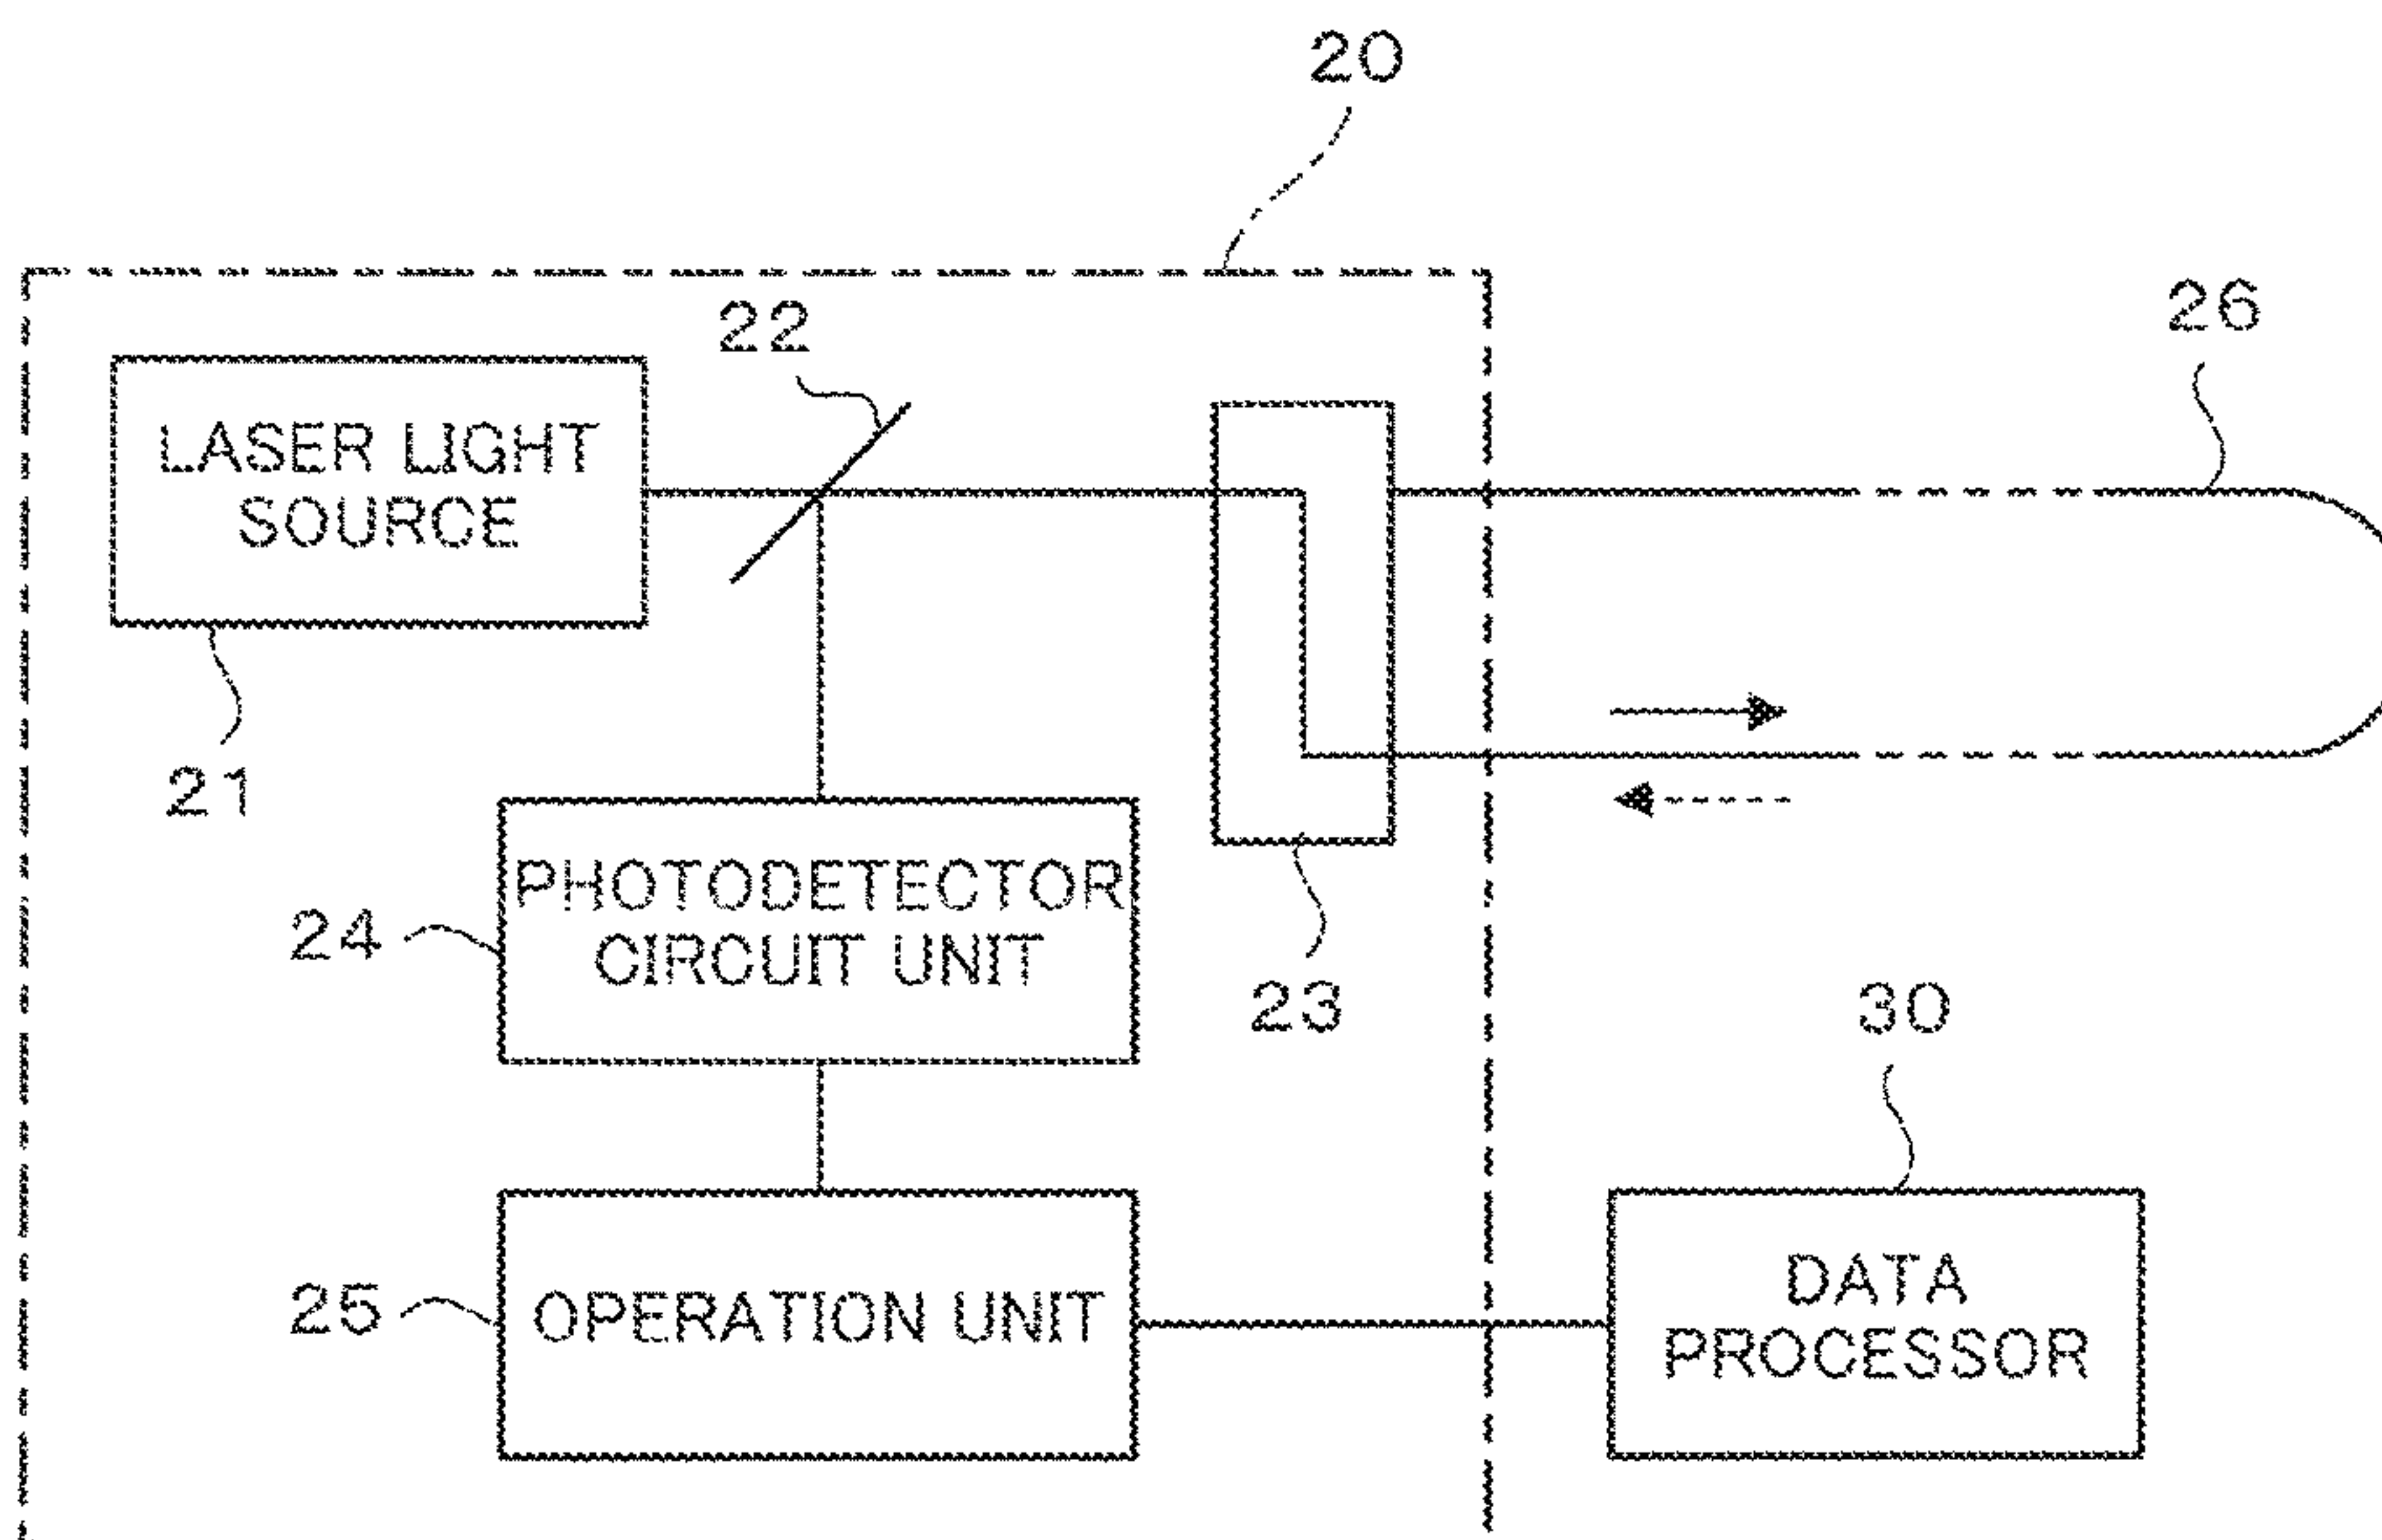 20
22
26
LASER LIGHT
SOURCE
21
PHOTODETECTOR
CIRCUIT UNIT
24
23
30
25
OPERATION UNIT
DATA
PROCESSOR